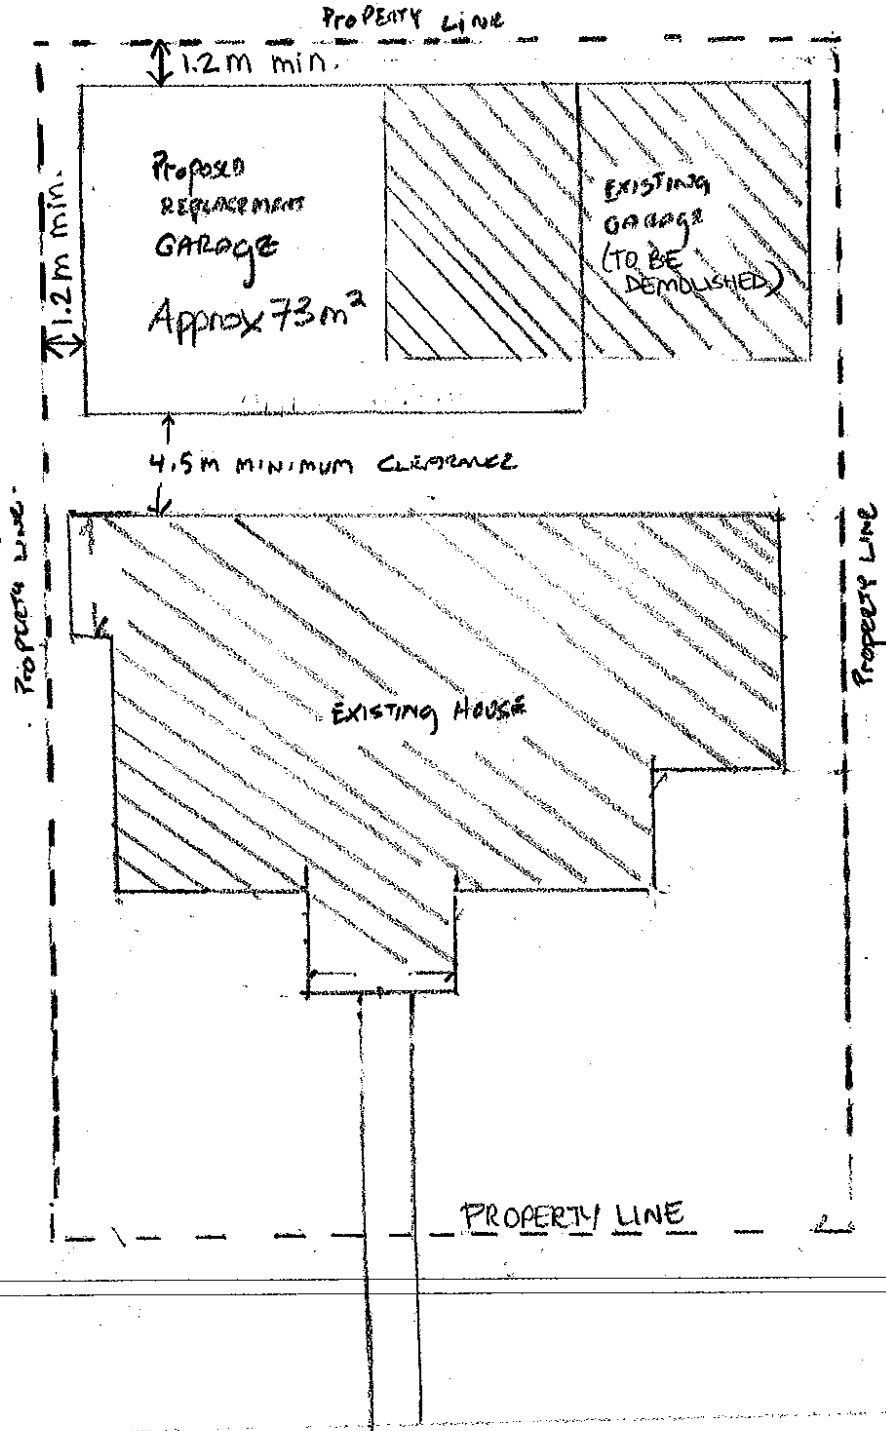 PROPERTY LINE
1.2m min.
1.2m min.
PROPOSED
REPLACEMENT
GARAGE
Approx 73m²
EXISTING
GARAGE
(TO BE
DEMOLISHED)
4.5M MINIMUM CLEARANCE
PROPERTY LINE
PROPERTY LINE
EXISTING HOUSE
PROPERTY LINE